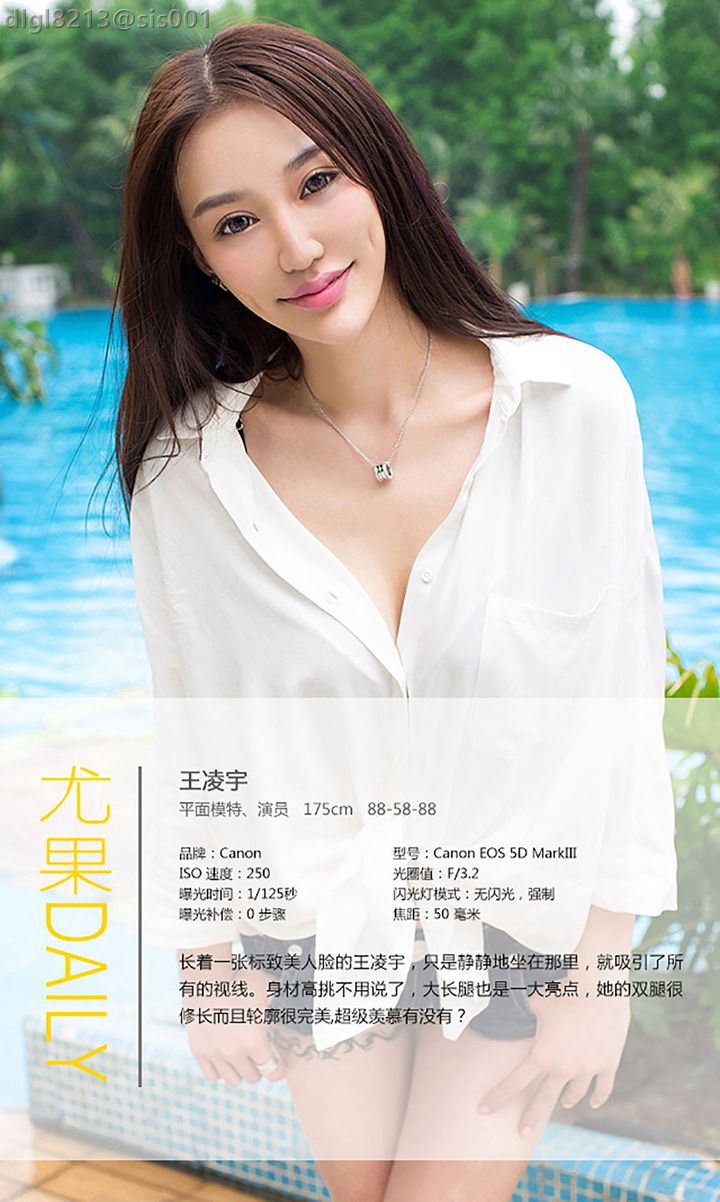 dlgl8213@sis001
尤果DAILY
王凌宇
平面模特、演员 175cm 88-58-88
品牌：Canon 型号：Canon EOS 5D MarkIII
ISO 速度：250 光圈值：F/3.2
曝光时间：1/125秒 闪光灯模式：无闪光，强制
曝光补偿：0 步骤 焦距：50 毫米
长着一张标致美人脸的王凌宇，只是静静地坐在那里，就吸引了所
有的视线。身材高挑不用说了，大长腿也是一大亮点，她的双腿很
修长而且轮廓很完美,超级羡慕有没有？